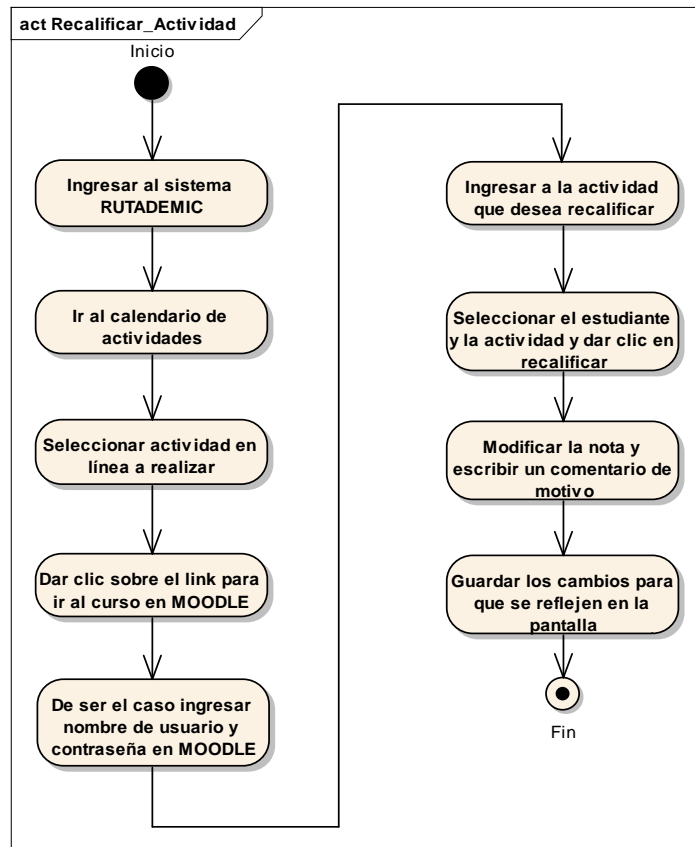 act Recalificar_Actividad
Inicio
Ingresar al sistema
RUTADEMIC
Ir al calendario de
actividades
Seleccionar actividad en
línea a realizar
Dar clic sobre el link para
ir al curso en MOODLE
De ser el caso ingresar
nombre de usuario y
contraseña en MOODLE
Ingresar a la actividad
que desea recalificar
Seleccionar el estudiante
y la actividad y dar clic en
recalificar
Modificar la nota y
escribir un comentario de
motivo
Guardar los cambios para
que se reflejen en la
pantalla
Fin